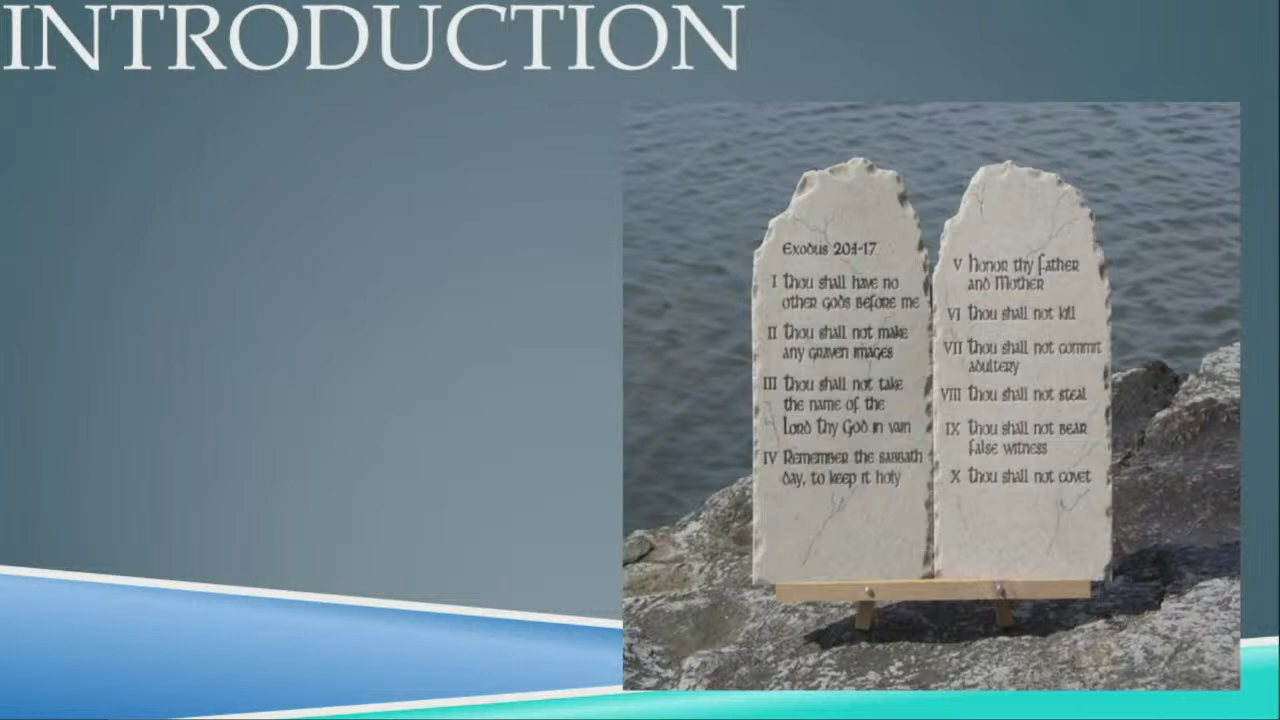 INTRODUCTION
Exodus 20:1-17
I Thou shall have no
other gods before me
II Thou shall not make
any graven images
III Thou shall not take
the name of the
Lord thy God in vain
IV Remember the sabbath
day, to keep it holy
V Honor thy father
and Mother
VI Thou shall not kill
VII Thou shall not commit
adultery
VIII Thou shall not steal
IX Thou shall not bear
false witness
X Thou shall not covet